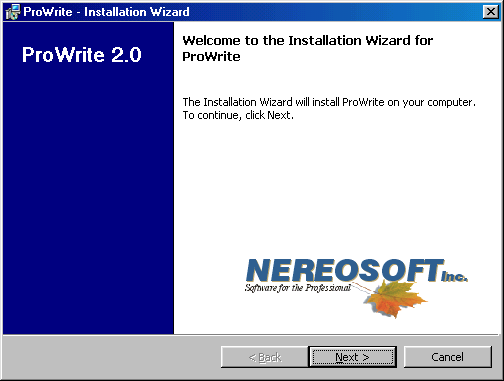 ProWrite - Installation Wizard
ProWrite 2.0
Welcome to the Installation Wizard for
ProWrite
The Installation Wizard will install ProWrite on your computer.
To continue, click Next.
NEREOSOFT Inc.
Software for the Professional
< Back
Next >
Cancel